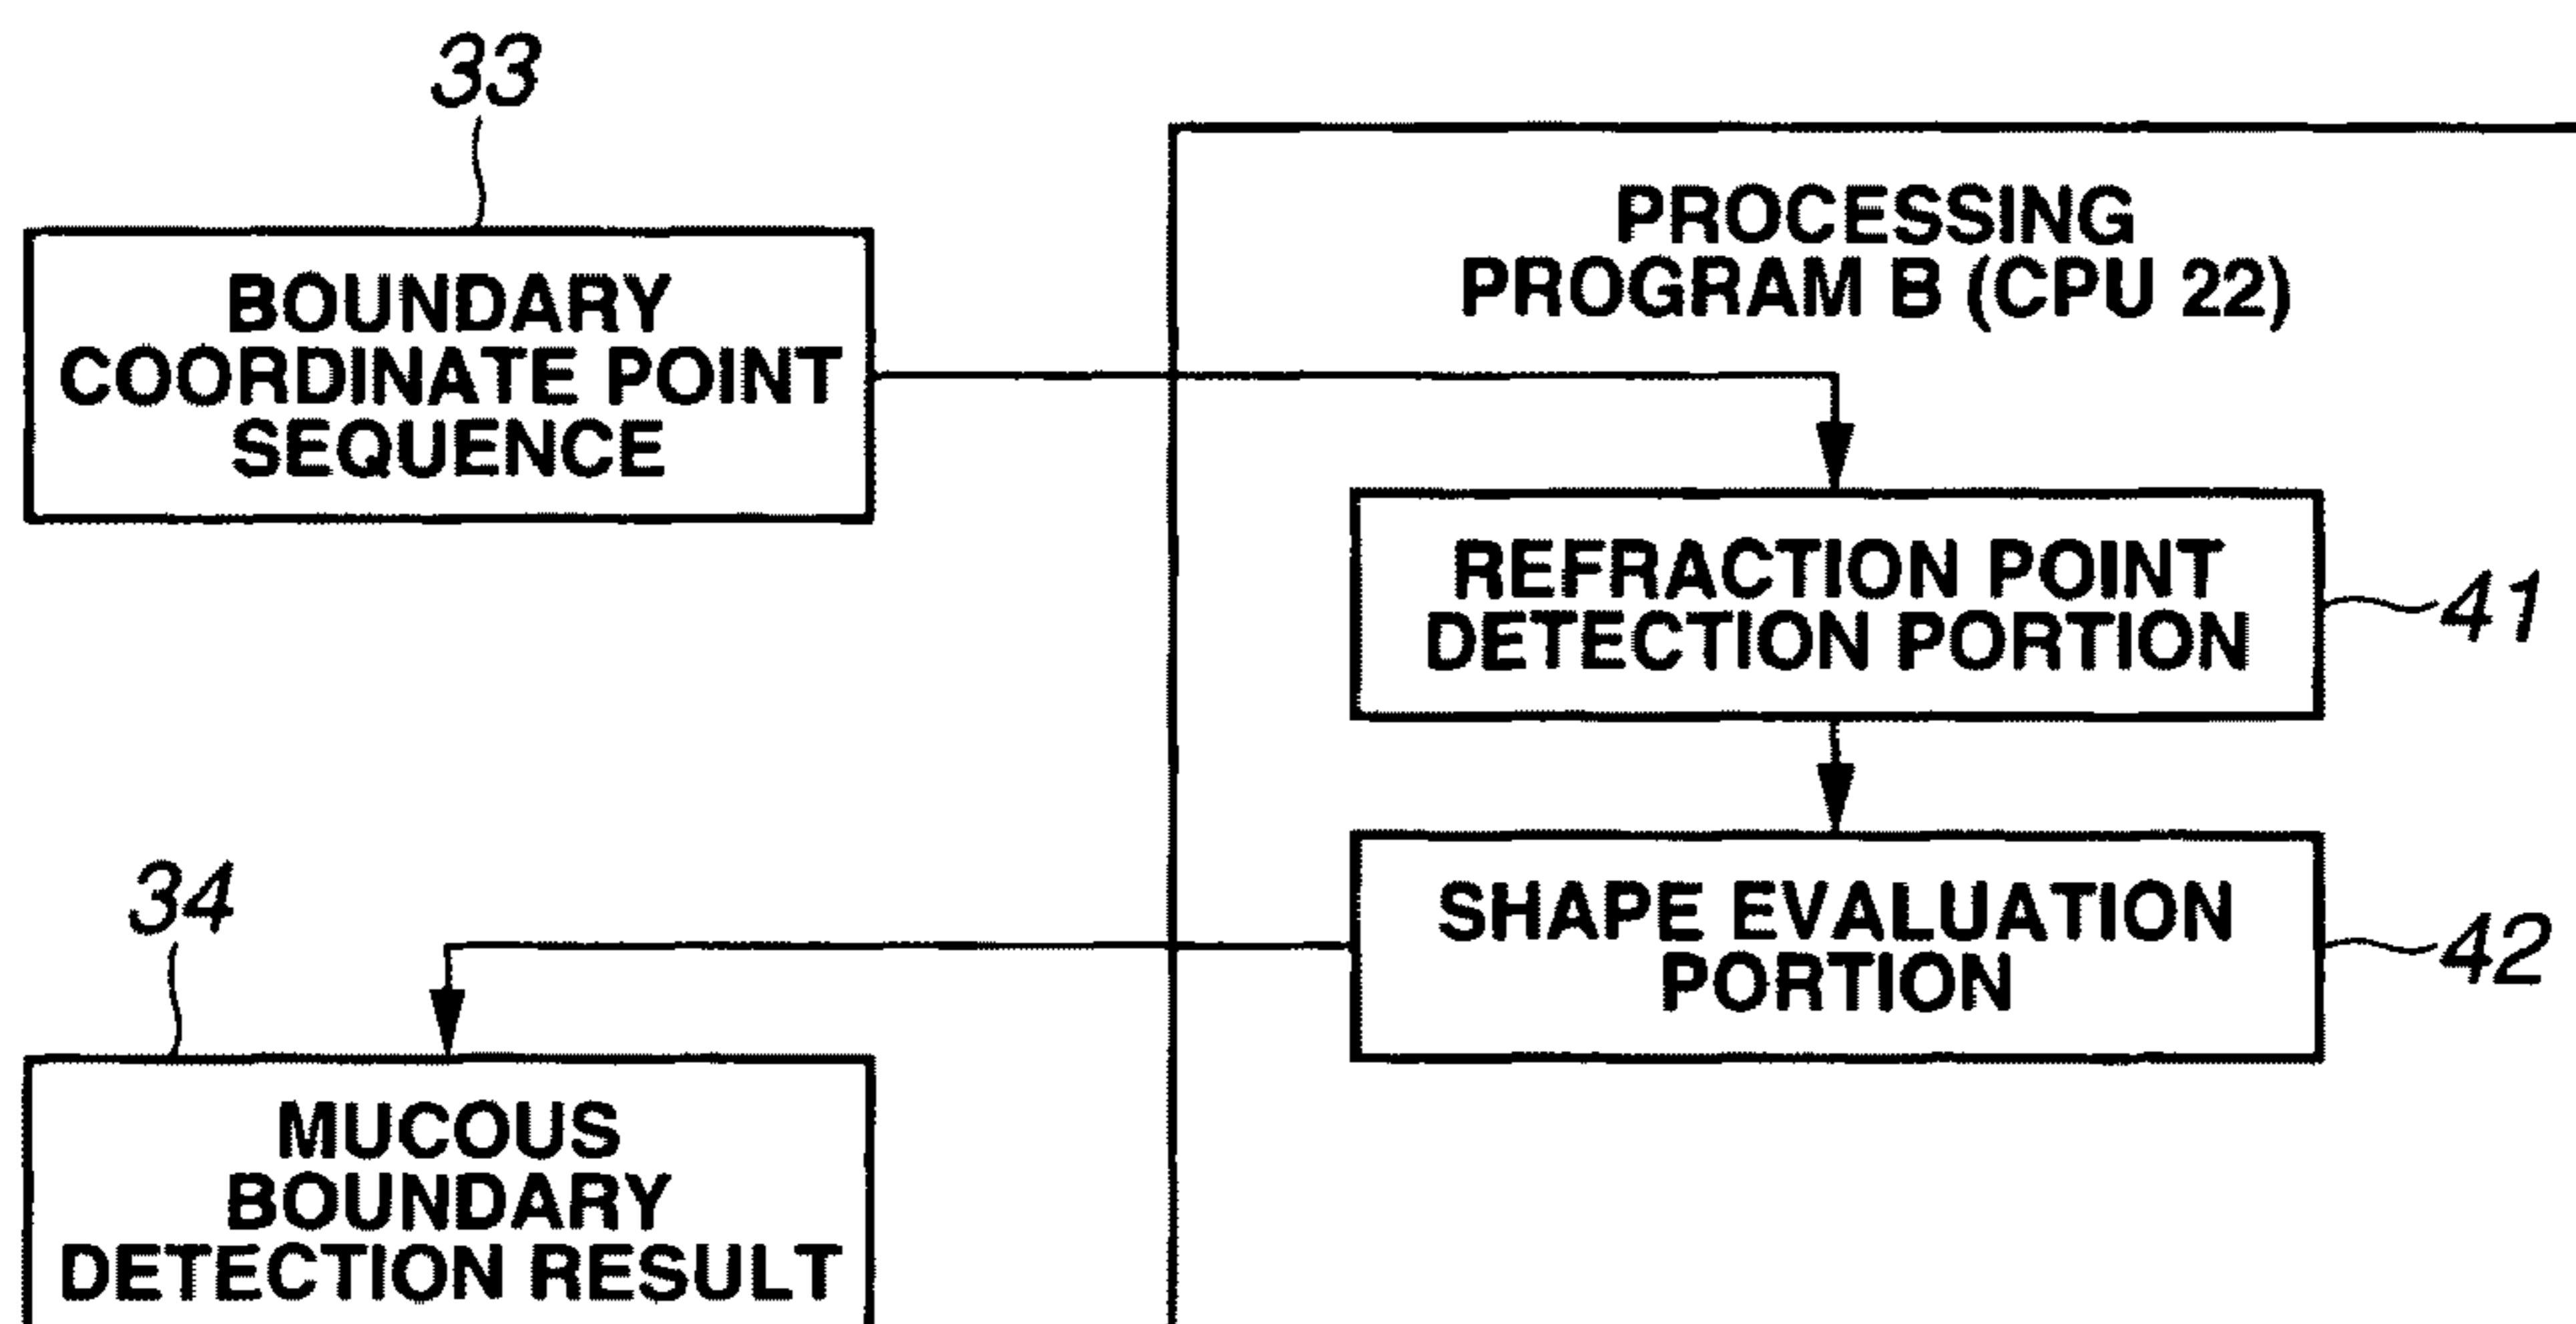 33
BOUNDARY
COORDINATE POINT
SEQUENCE
PROCESSING
PROGRAM B (CPU 22)
REFRACTION POINT
DETECTION PORTION
41
SHAPE EVALUATION
PORTION
42
34
MUCOUS
BOUNDARY
DETECTION RESULT